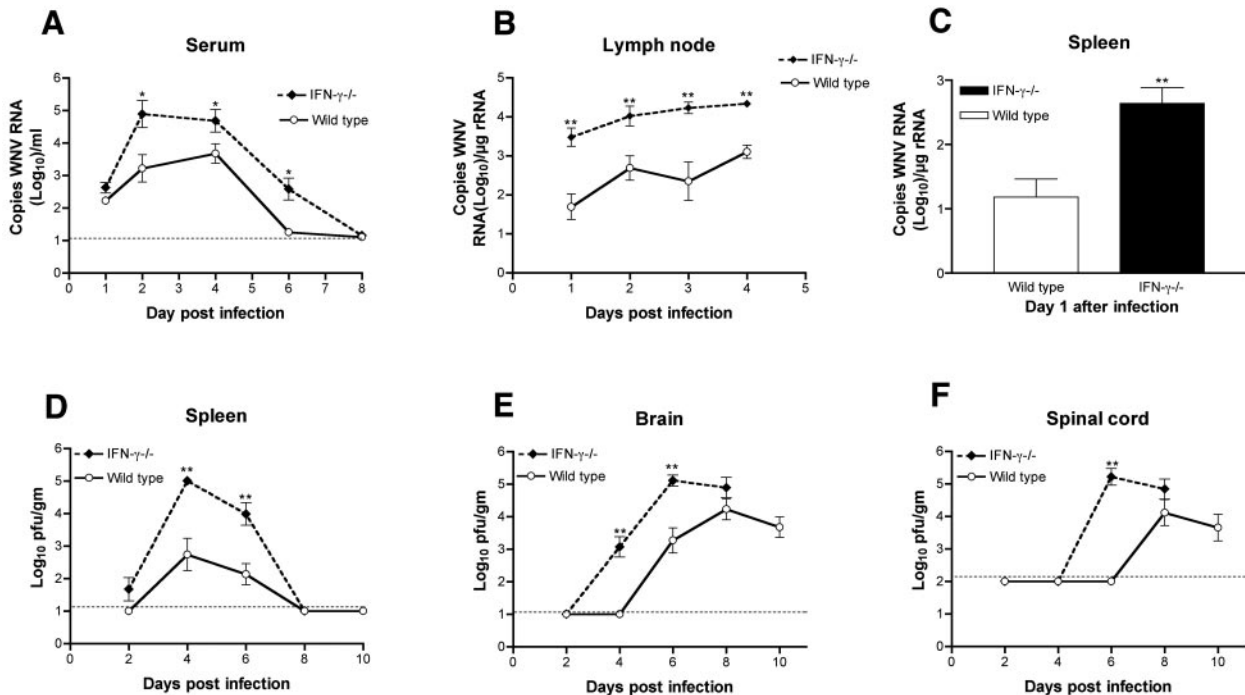 A
Serum
Copies WNV RNA
(Log₁₀)/ml
6
5
4
3
2
1
0
* * *
IFN-γ-/-
Wild type
0 1 2 3 4 5 6 7 8
Day post infection
B
Lymph node
Copies WNV
RNA(Log₁₀)/µg rRNA
5
4
3
2
1
0
** ** ** **
IFN-γ-/-
Wild type
0 1 2 3 4 5
Days post infection
C
Spleen
Copies WNV RNA
(Log₁₀)/µg rRNA
3
2
1
0
IFN-γ-/-
Wild type
**
Wild type IFN-γ-/-
Day 1 after infection
D
Spleen
IFN-γ-/-
Wild type
Log₁₀ pfu/gm
6
5
4
3
2
1
0
** **
0 2 4 6 8 10
Days post infection
E
Brain
IFN-γ-/-
Wild type
Log₁₀ pfu/gm
6
5
4
3
2
1
0
** **
0 2 4 6 8 10
Days post infection
F
Spinal cord
IFN-γ-/-
Wild type
Log₁₀ pfu/gm
6
5
4
3
2
1
0
**
0 2 4 6 8 10
Days post infection